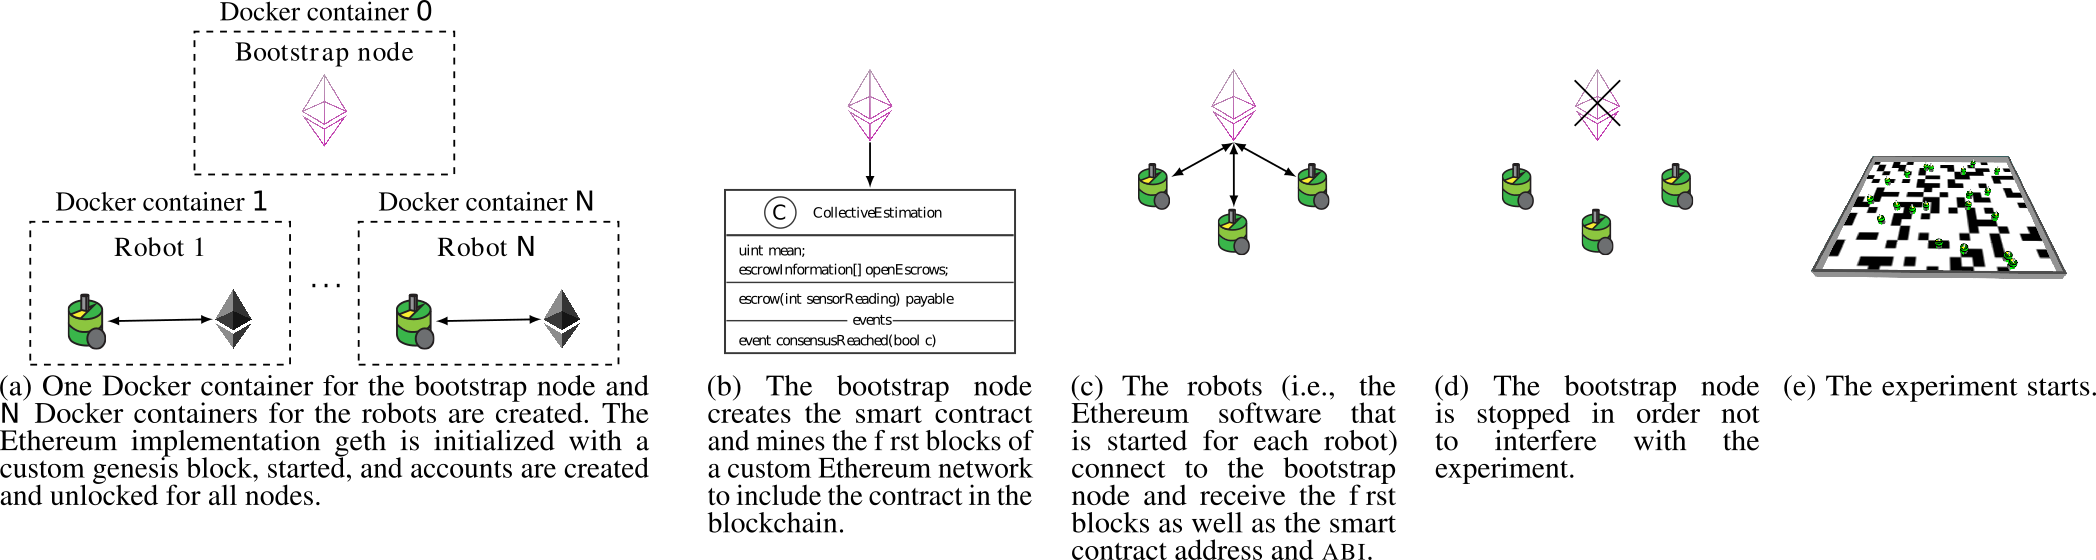 Docker container 0
Bootstrap node
Docker container 1
Docker container N
Robot 1
Robot N
...
(a) One Docker container for the bootstrap node and
N Docker containers for the robots are created. The
Ethereum implementation geth is initialized with a
custom genesis block, started, and accounts are created
and unlocked for all nodes.
C CollectiveEstimation
uint mean;
escrowInformation[] openEscrows;
escrow(int sensorReading) payable
events
event consensusReached(bool c)
(b) The bootstrap node
creates the smart contract
and mines the f rst blocks of
a custom Ethereum network
to include the contract in the
blockchain.
(c) The robots (i.e., the
Ethereum software that
is started for each robot)
connect to the bootstrap
node and receive the f rst
blocks as well as the smart
contract address and ABI.
(d) The bootstrap node
is stopped in order not
to interfere with the
experiment.
(e) The experiment starts.